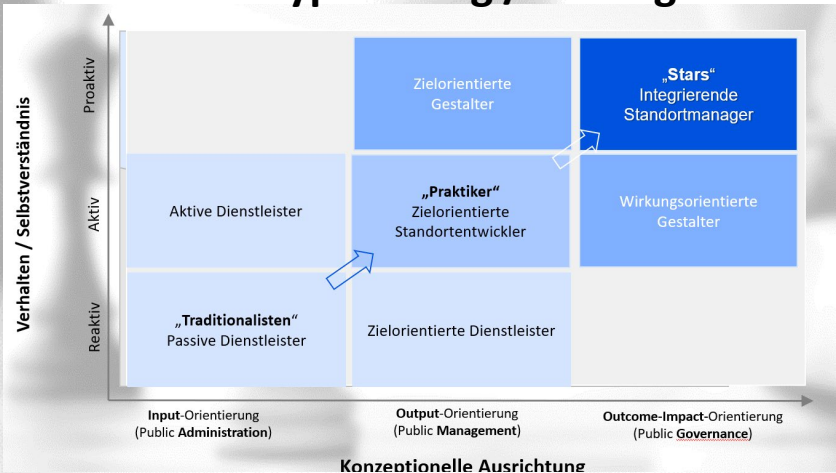 Verhalten / Selbstverständnis
Proaktiv
Aktiv
Reaktiv
Zielorientierte
Gestalter
„Stars“
Integrierende
Standortmanager
Aktive Dienstleister
„Praktiker“
Zielorientierte
Standortentwickler
Wirkungsorientierte
Gestalter
„Traditionalisten“
Passive Dienstleister
Zielorientierte Dienstleister
Input-Orientierung
(Public Administration)
Output-Orientierung
(Public Management)
Outcome-Impact-Orientierung
(Public Governance)
Konzeptionelle Ausrichtung